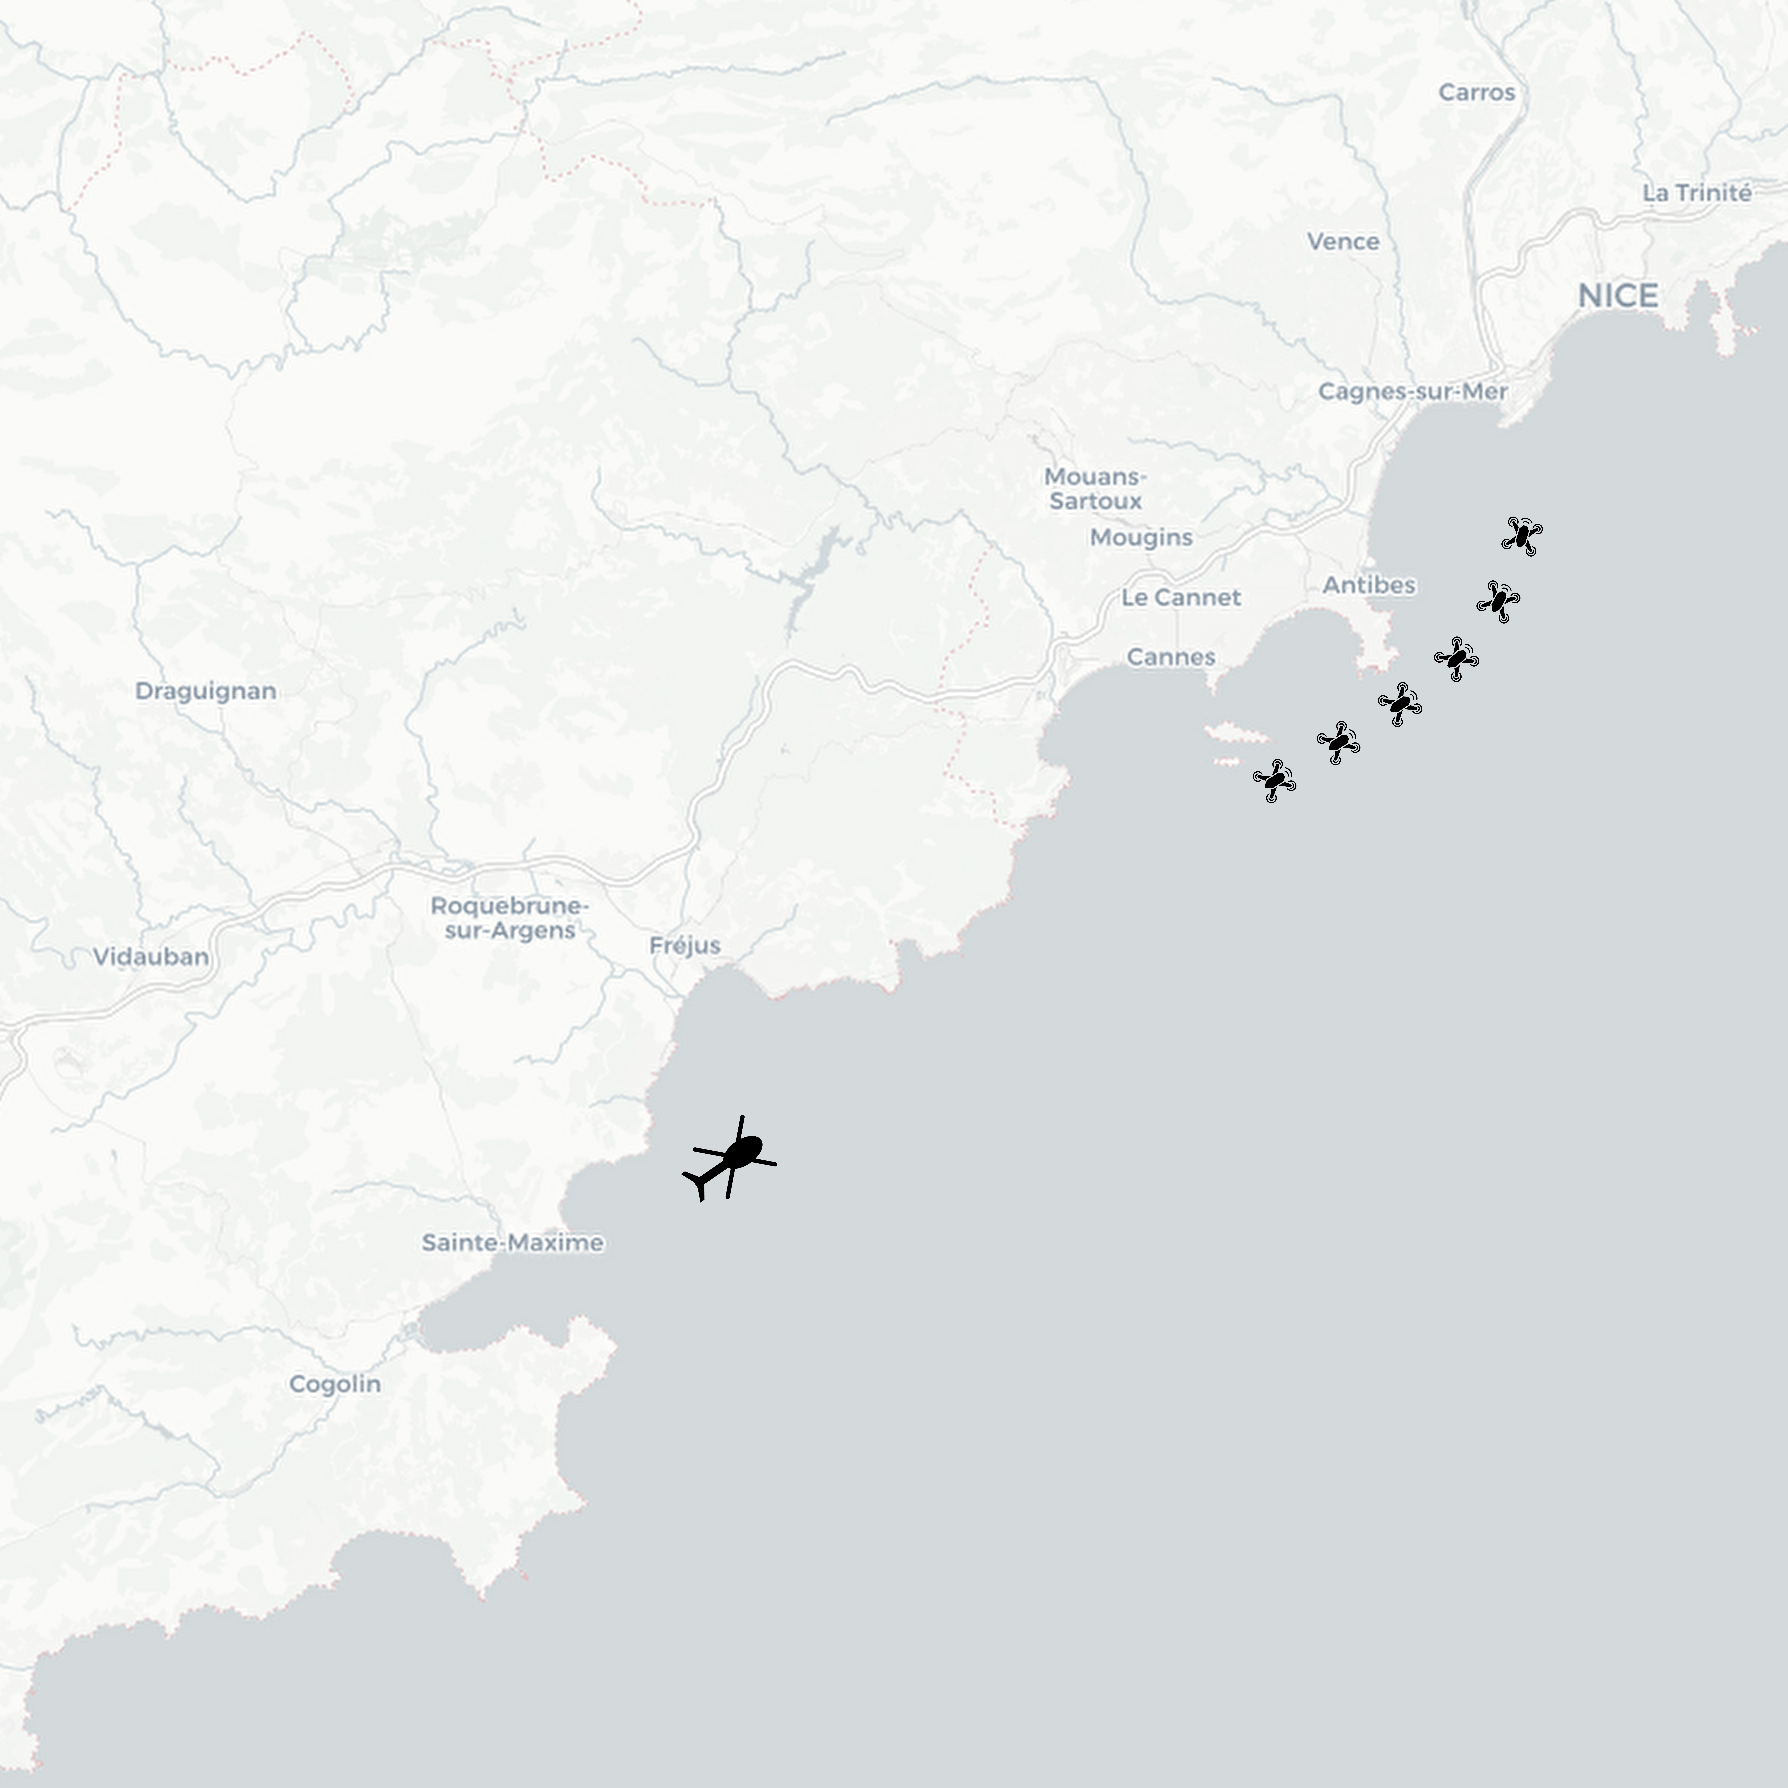 Carros
La Trinité
Vence
NICE
Cagnes-sur-Mer
Mouans-
Sartoux
Mougins
Antibes
Le Cannet
Cannes
Draguignan
Roquebrune-
sur-Argens
Fréjus
Vidauban
Sainte-Maxime
Cogolin